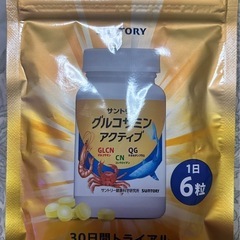 TORY
サントリー
グルコサミン
アクティブ
GLCN
QG
CN
1日
6粒
SUNTORY
30日間トライアル